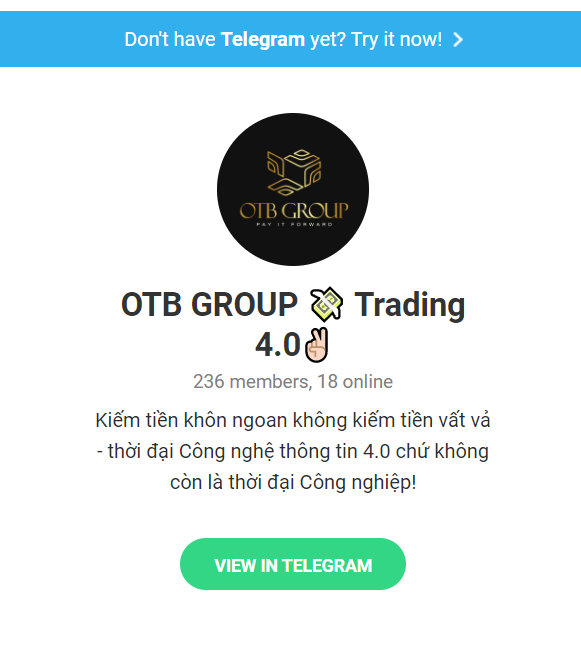 Don't have Telegram yet? Try it now!
OTB GROUP
PAY IT FORWARD
OTB GROUP 💸 Trading
4.0✌🏻
236 members, 18 online
Kiếm tiền khôn ngoan không kiếm tiền vất vả
- thời đại Công nghệ thông tin 4.0 chứ không
còn là thời đại Công nghiệp!
VIEW IN TELEGRAM